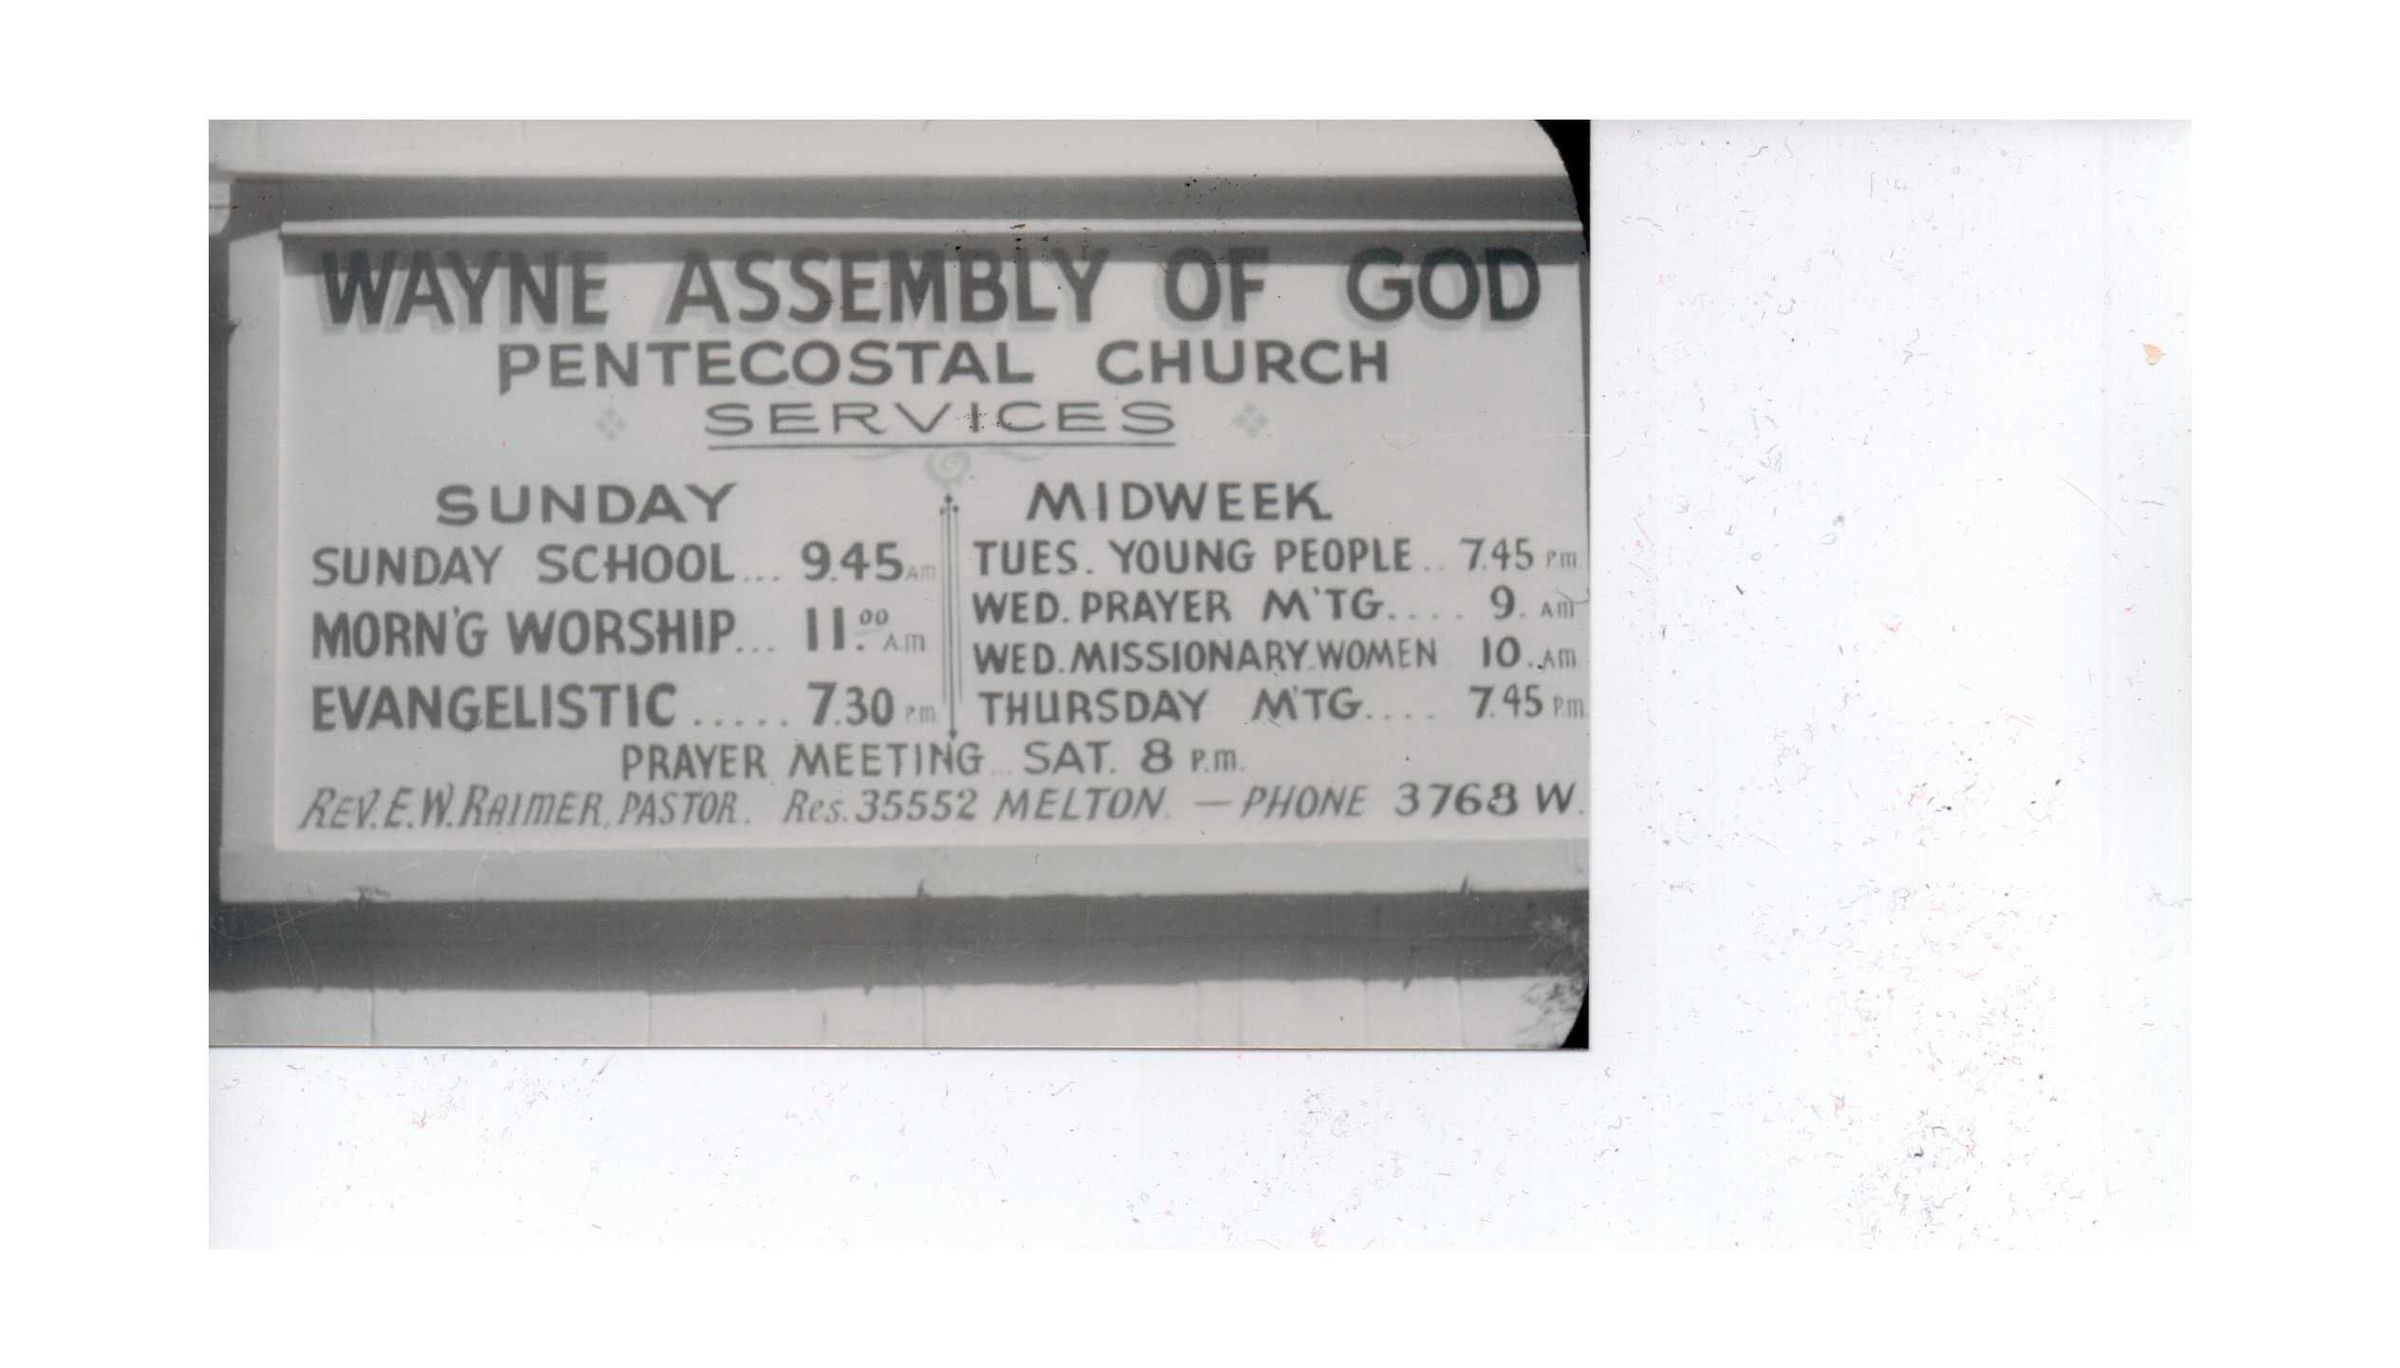 WAYNE ASSEMBLY OF GOD
PENTECOSTAL CHURCH
SERVICES
SUNDAY
SUNDAY SCHOOL... 9.45 AM
MORN'G WORSHIP... 11.00 AM
EVANGELISTIC ..... 7.30 PM
MIDWEEK
TUES. YOUNG PEOPLE.. 7.45 PM
WED. PRAYER M'TG.... 9. AM
WED. MISSIONARY WOMEN 10. AM
THURSDAY M'TG.... 7.45 P.M.
PRAYER MEETING... SAT. 8 P.M.
REV. E. W. RAIMER, PASTOR. Res. 35552 MELTON. — PHONE 3768 W.